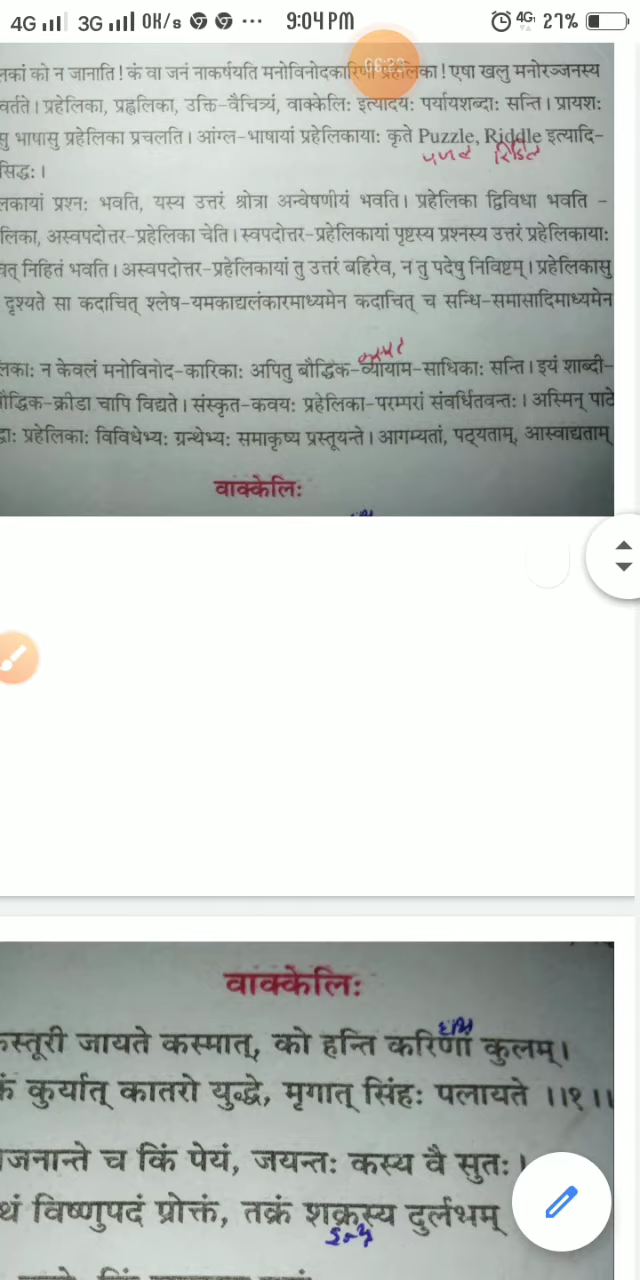 4G 3G 0K/s ... 9:04 PM 4G 27%
को न जानाति ! कं वा जनं नाकर्षयति मनोविनोदकारिणी प्रहेलिका ! एषा खलु मनोरञ्जनस्य
वर्तते । प्रहेलिका, प्रह्वलिका, उक्ति-वैचित्र्यं, वाक्केलिः इत्यादयः पर्यायशब्दाः सन्ति । प्रायशः
सु भाषासु प्रहेलिका प्रचलति । आंग्ल-भाषायां प्रहेलिकायाः कृते Puzzle, Riddle इत्यादि-
पजल रिडिल
सिद्धः ।
लकायां प्रश्नः भवति, यस्य उत्तरं श्रोत्रा अन्वेषणीयं भवति । प्रहेलिका द्विविधा भवति -
लिका, अस्वपदोत्तर-प्रहेलिका चेति । स्वपदोत्तर-प्रहेलिकायां पृष्टस्य प्रश्नस्य उत्तरं प्रहेलिकायाः
वत् निहितं भवति । अस्वपदोत्तर-प्रहेलिकायां तु उत्तरं बहिरेव, न तु पदेषु निविष्टम् । प्रहेलिकासु
दृश्यते सा कदाचित् श्लेष-यमकाद्यलंकारमाध्यमेन कदाचित् च सन्धि-समासादिमाध्यमेन
लकाः न केवलं मनोविनोद-कारिकाः अपितु बौद्धिक-व्यायाम-साधिकाः सन्ति । इयं शाब्दी-
बौद्धिक-क्रीडा चापि विद्यते । संस्कृत-कवयः प्रहेलिका-परम्परां संवर्धितवन्तः । अस्मिन् पाठे
द्धाः प्रहेलिकाः विविधेभ्यः ग्रन्थेभ्यः समाकृष्य प्रस्तूयन्ते । आगम्यतां, पठ्यताम्, आस्वाद्यताम्
वाक्केलिः
वाक्केलिः
कस्तूरी जायते कस्मात्, को हन्ति करिणां कुलम् ।
किं कुर्यात् कातरो युद्धे, मृगात् सिंहः पलायते ।।१।।
जनान्ते च किं पेयं, जयन्तः कस्य वै सुतः ।
थं विष्णुपदं प्रोक्तं, तक्रं शक्रस्य दुर्लभम्
इन्द्र